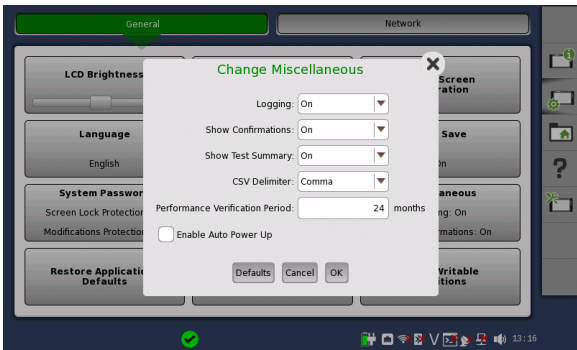 General
Network
LCD Brightness
Screen
ration
Change Miscellaneous
Logging: On
Show Confirmations: On
Show Test Summary: On
CSV Delimiter: Comma
Performance Verification Period: 24 months
Enable Auto Power Up
Defaults Cancel OK
Language
English
Save
On
System Passwor
Screen Lock Protection
Modifications Protection
aneous
ng: On
rmations: On
Restore Applicatio
Defaults
Writable
itions
13:16